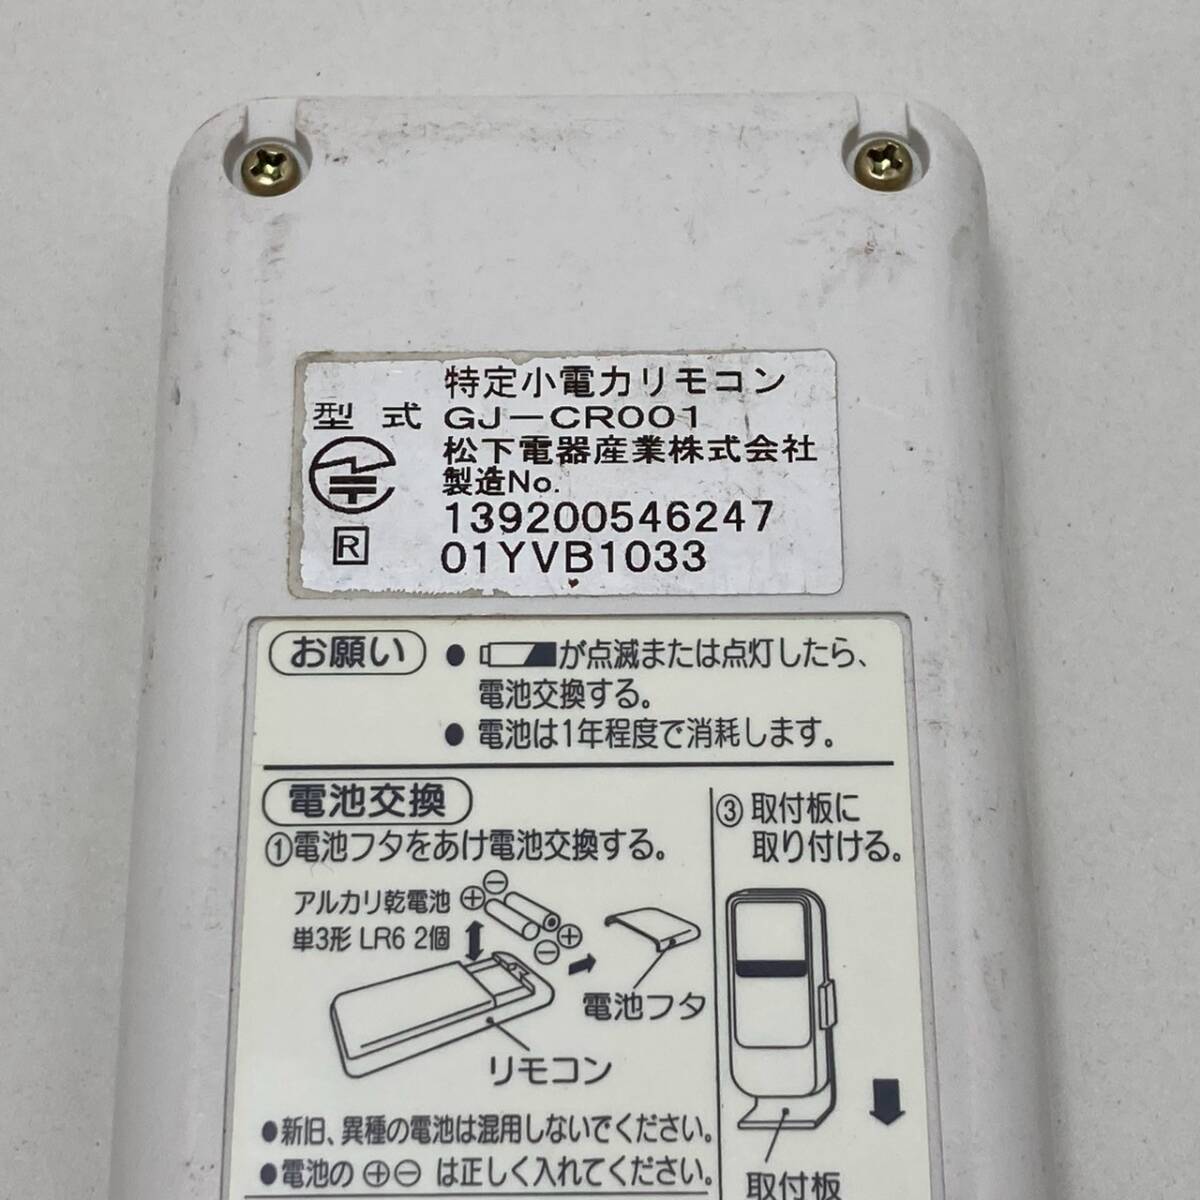 特定小電力リモコン
型式 GJ-CR001
松下電器産業株式会社
製造No.
139200546247
R
01YVB1033
お願い
● が点滅または点灯したら、
電池交換する。
● 電池は1年程度で消耗します。
電池交換
①電池フタをあけ電池交換する。
アルカリ乾電池
単3形 LR6 2個
⊕ ⊖
⊖ ⊕
電池フタ
リモコン
●新旧、異種の電池は混用しないでください。
●電池の ⊕⊖ は正しく入れてください。
③ 取付板に
取り付ける。
取付板